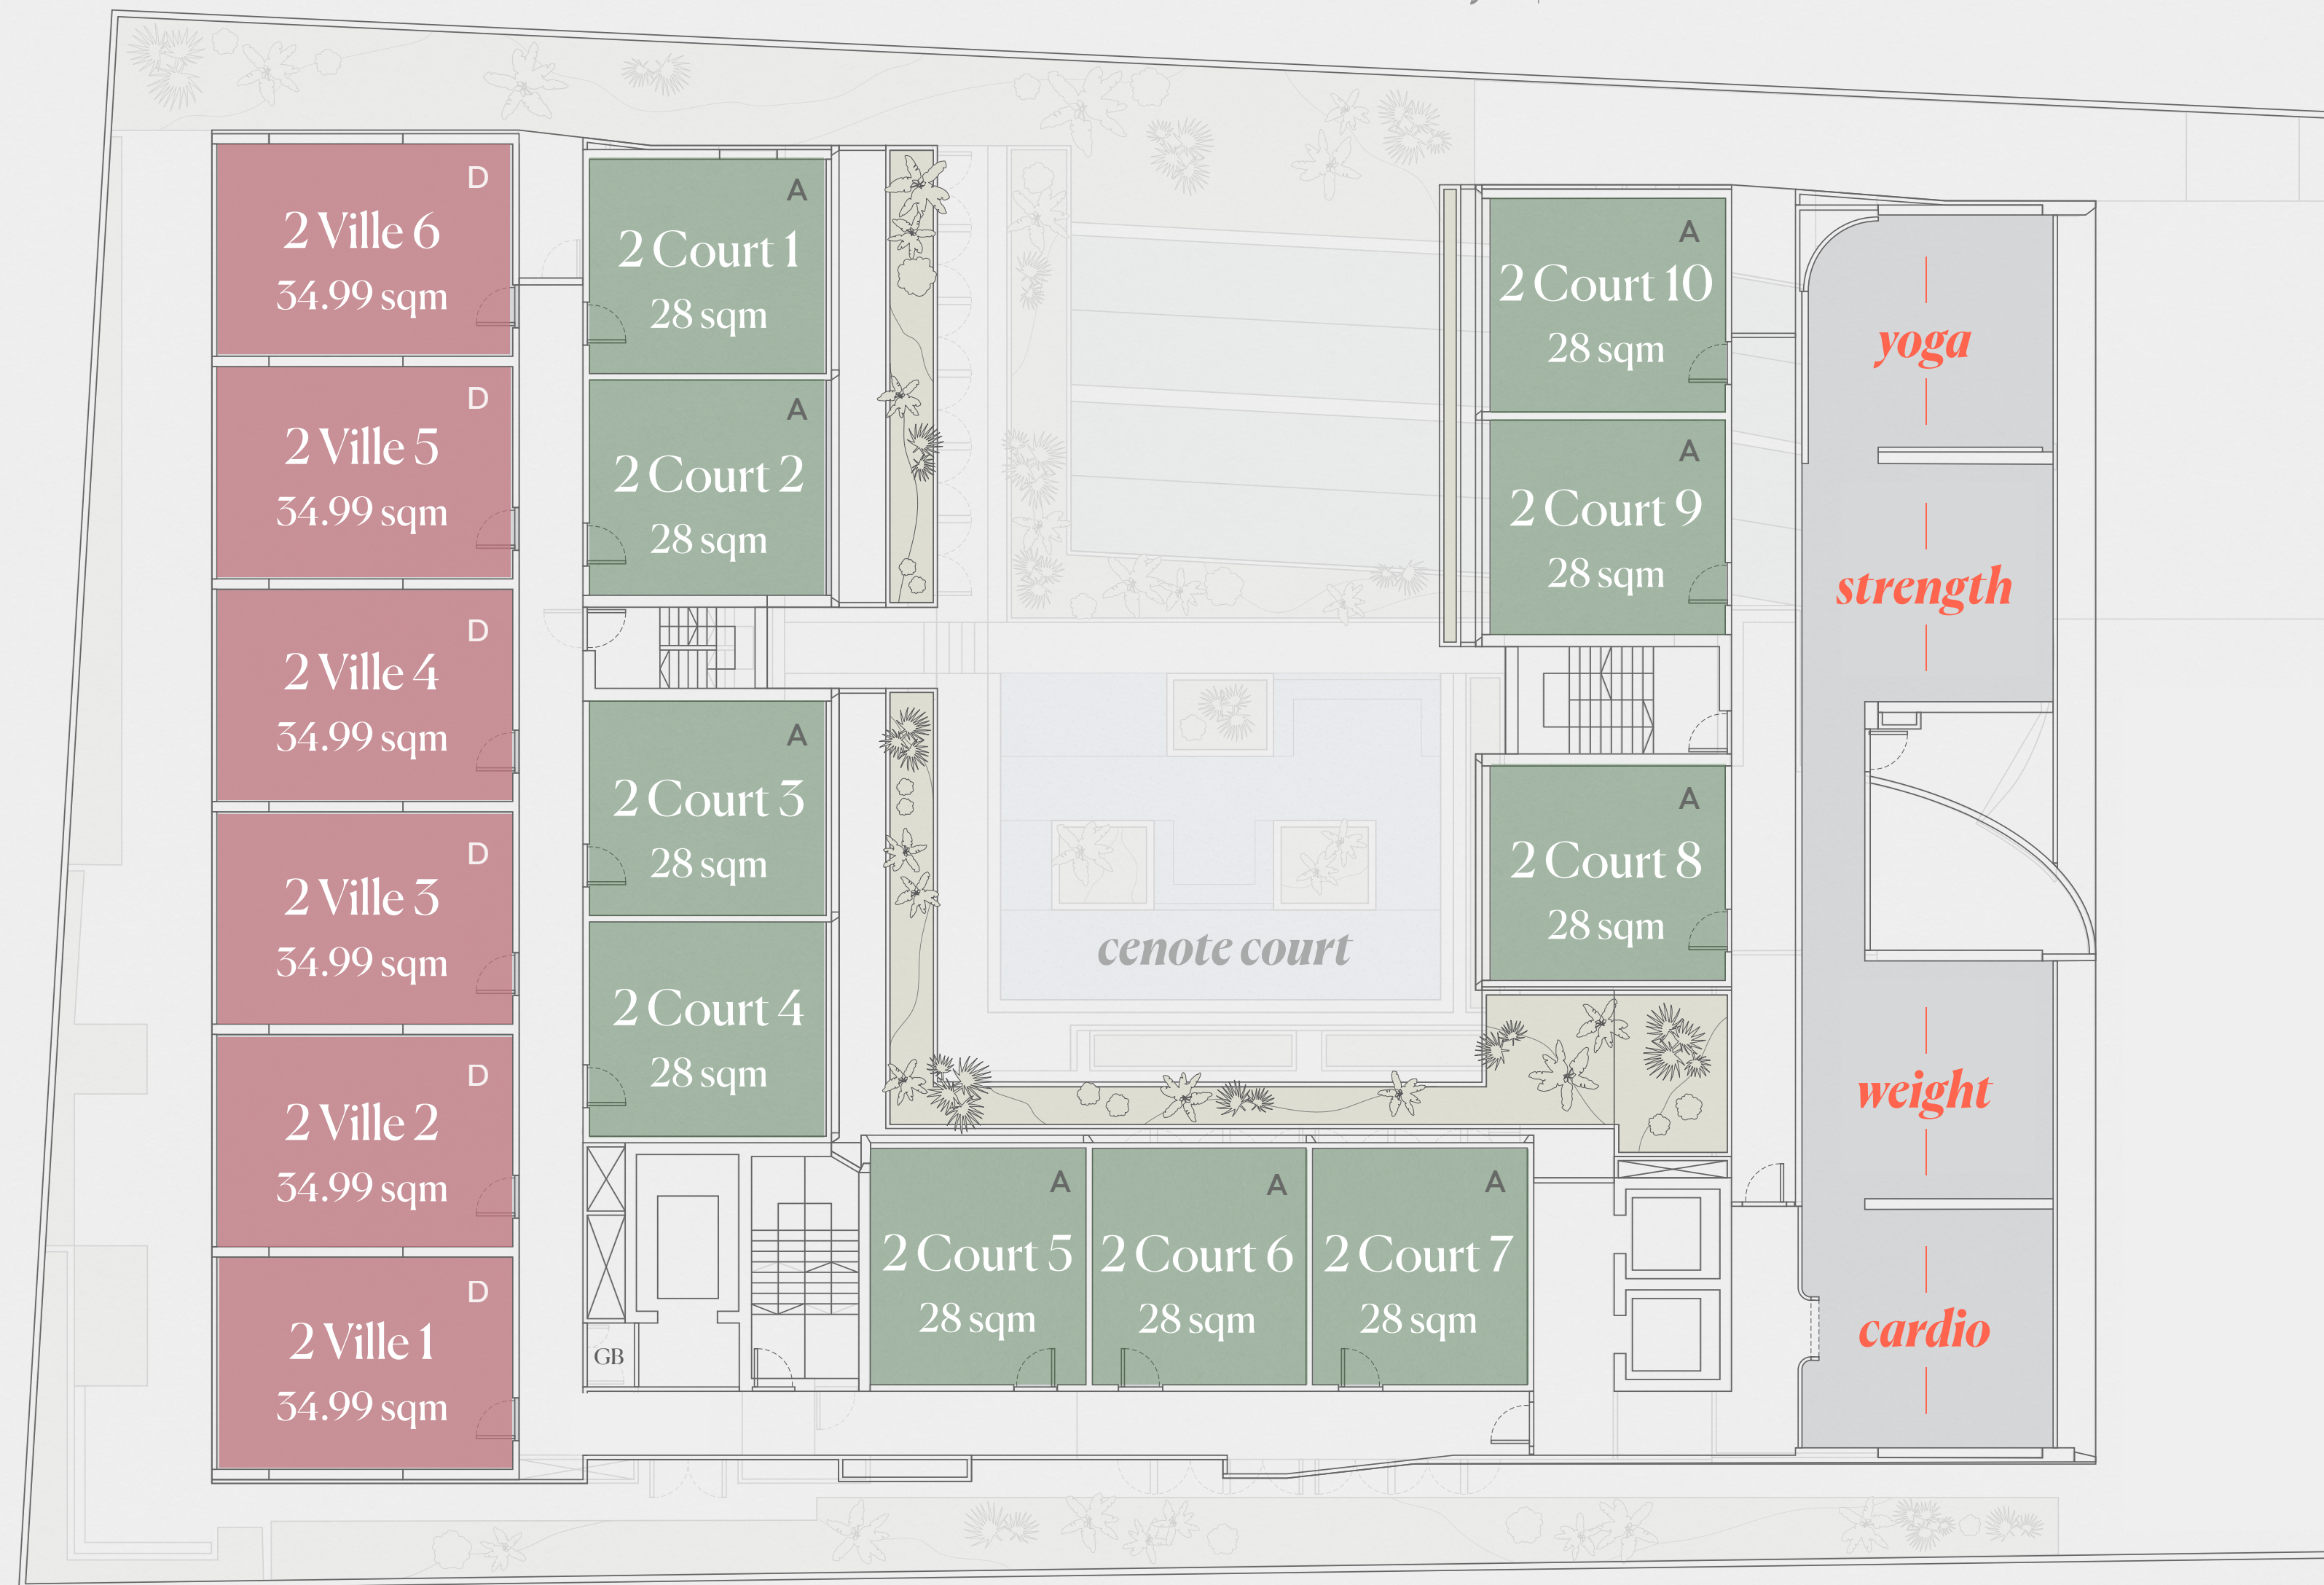 D
2 Ville 6
34.99 sqm
D
2 Ville 5
34.99 sqm
D
2 Ville 4
34.99 sqm
D
2 Ville 3
34.99 sqm
D
2 Ville 2
34.99 sqm
D
2 Ville 1
34.99 sqm
A
2 Court 1
28 sqm
A
2 Court 2
28 sqm
A
2 Court 3
28 sqm
2 Court 4
28 sqm
GB
A
2 Court 5
28 sqm
A
2 Court 6
28 sqm
A
2 Court 7
28 sqm
cenote court
A
2 Court 10
28 sqm
A
2 Court 9
28 sqm
A
2 Court 8
28 sqm
yoga
strength
weight
cardio